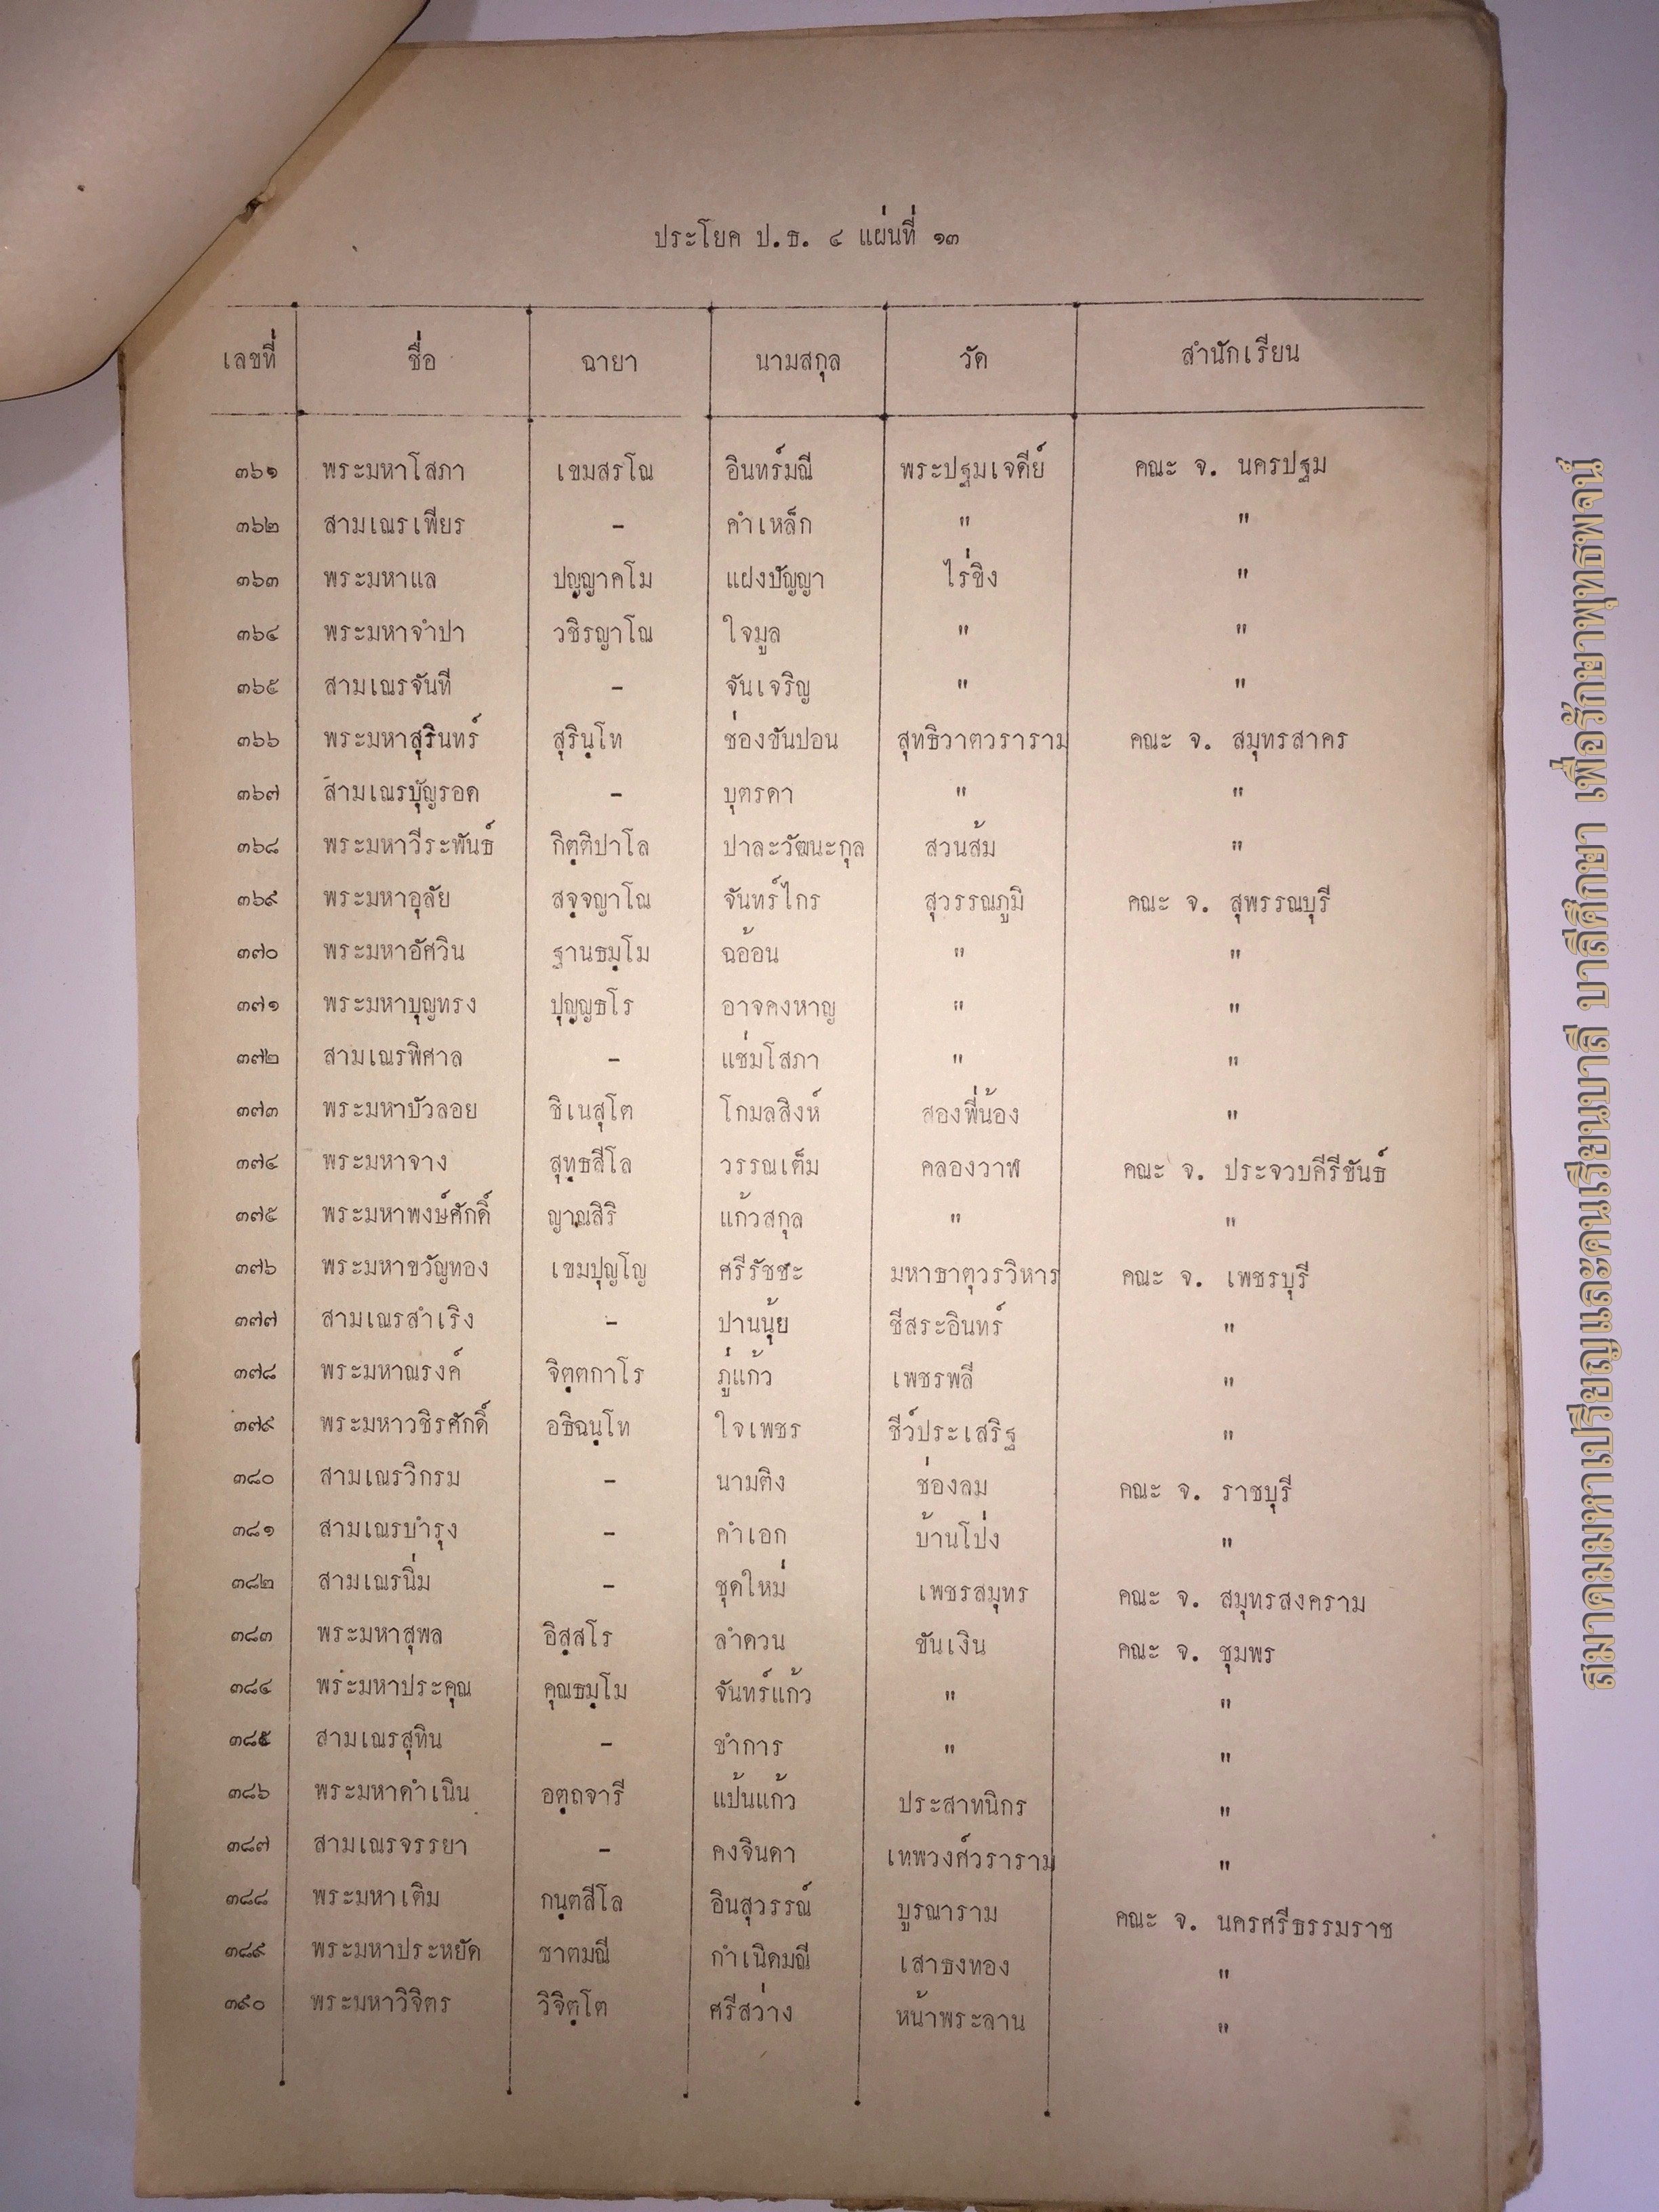 ประโยค ป.ธ. ๔ แผ่นที่ ๑๓
เลขที่ ชื่อ ฉายา นามสกุล วัด สำนักเรียน
๓๖๑ พระมหาโสภา เขมสรโณ อินทร์มณี พระปฐมเจดีย์ คณะ จ. นครปฐม
๓๖๒ สามเณรเพียร - คำเหล็ก " "
๓๖๓ พระมหาแล ปญฺญาคโม แฝงปัญญา ไร่ขิง "
๓๖๔ พระมหาจำปา วชิรญาโณ ใจมูล " "
๓๖๕ สามเณรจันที - จันเจริญ " "
๓๖๖ พระมหาสุรินทร์ สุรินฺโท ช่องขันปอน สุทธิวาตวราราม คณะ จ. สมุทรสาคร
๓๖๗ สามเณรบุญรอด - บุตรดา " "
๓๖๘ พระมหาวีระพันธ์ กิตฺติปาโล ปาละวัฒนะกุล สวนส้ม "
๓๖๙ พระมหาอุลัย สจฺจญาโณ จันทร์ไกร สุวรรณภูมิ คณะ จ. สุพรรณบุรี
๓๗๐ พระมหาอัศวิน ฐานธมฺโม ฉอ้อน " "
๓๗๑ พระมหาบุญทรง ปุญฺญธโร อาจคงหาญ " "
๓๗๒ สามเณรพิศาล - แช่มโสภา " "
๓๗๓ พระมหาบัวลอย ชิเนสุโต โกมลสิงห์ สองพี่น้อง "
๓๗๔ พระมหาจาง สุทฺธสีโล วรรณเต็ม คลองวาฬ คณะ จ. ประจวบคีรีขันธ์
๓๗๕ พระมหาพงษ์ศักดิ์ ญาณสิริ แก้วสกุล " "
๓๗๖ พระมหาขวัญทอง เขมปุญฺโญ ศรีรัชชะ มหาธาตุวรวิหาร คณะ จ. เพชรบุรี
๓๗๗ สามเณรสำเริง - ปานนุ้ย ชีสระอินทร์ "
๓๗๘ พระมหาณรงค์ จิตฺตกาโร ภู่แก้ว เพชรพลี "
๓๗๙ พระมหาวชิรศักดิ์ อธิฉนฺโท ใจเพชร ชีว์ประเสริฐ "
๓๘๐ สามเณรวิกรม - นามติง ช่องลม คณะ จ. ราชบุรี
๓๘๑ สามเณรบำรุง - คำเอก บ้านโป่ง "
๓๘๒ สามเณรนิ่ม - ชุดใหม่ เพชรสมุทร คณะ จ. สมุทรสงคราม
๓๘๓ พระมหาสุพล อิสฺสโร ลำดวน ขันเงิน คณะ จ. ชุมพร
๓๘๔ พระมหาประคุณ คุณธมฺโม จันทร์แก้ว " "
๓๘๕ สามเณรสุทิน - ชำการ " "
๓๘๖ พระมหาดำเนิน อตฺถจารี แป้นแก้ว ประสาทนิกร "
๓๘๗ สามเณรจรรยา - คงจินดา เทพวงศ์วราราม "
๓๘๘ พระมหาเติม กนฺตสีโล อินสุวรรณ์ บูรณาราม คณะ จ. นครศรีธรรมราช
๓๘๙ พระมหาประหยัด ชาตมณี กำเนิดมณี เสาธงทอง "
๓๙๐ พระมหาวิจิตร วิจิตฺโต ศรีสว่าง หน้าพระลาน "
สมาคมมหาเปรียญและคนเรียนบาลี บาลีศึกษา เพื่อรักษาพุทธพจน์